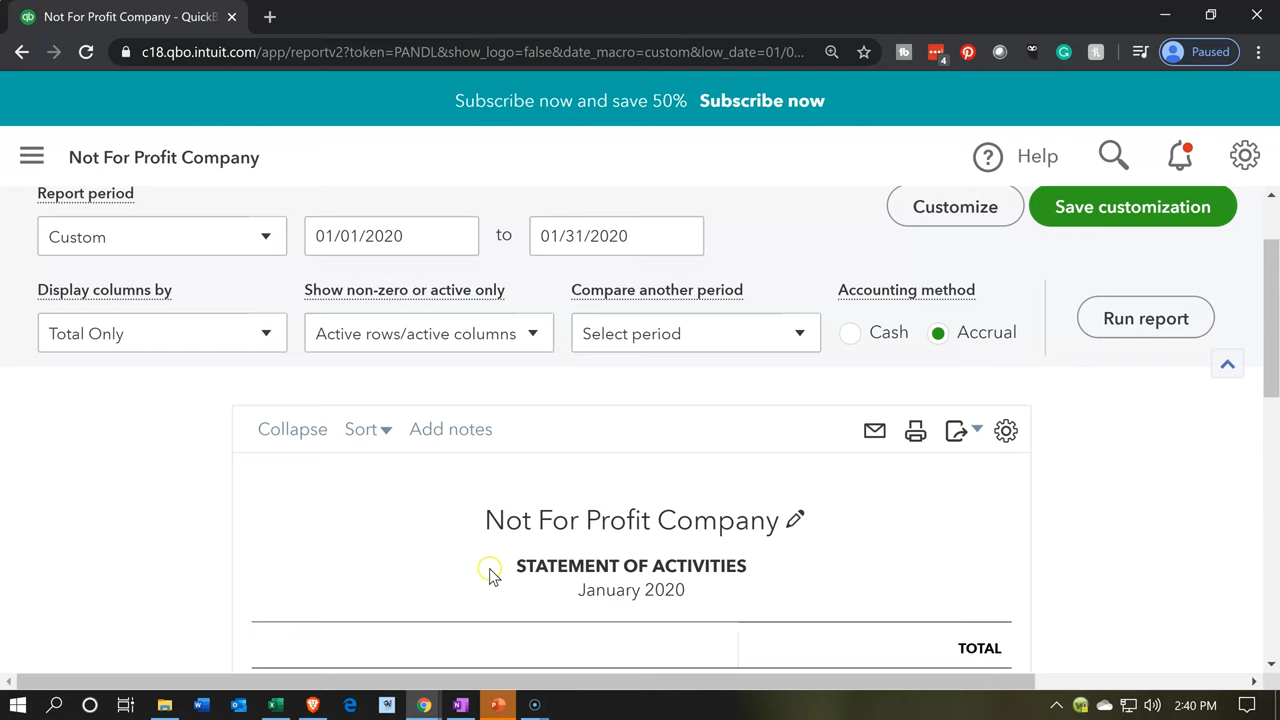 Not For Profit Company - QuickB
c18.qbo.intuit.com/app/reportv2?token=PANDL&show_logo=false&date_macro=custom&low_date=01/0...
4
Paused
Subscribe now and save 50% Subscribe now
Not For Profit Company
Help
Report period
Customize
Save customization
Custom
01/01/2020
to
01/31/2020
Display columns by
Show non-zero or active only
Compare another period
Accounting method
Total Only
Active rows/active columns
Select period
Cash
Accrual
Run report
Collapse
Sort
Add notes
Not For Profit Company
STATEMENT OF ACTIVITIES
January 2020
TOTAL
2:40 PM